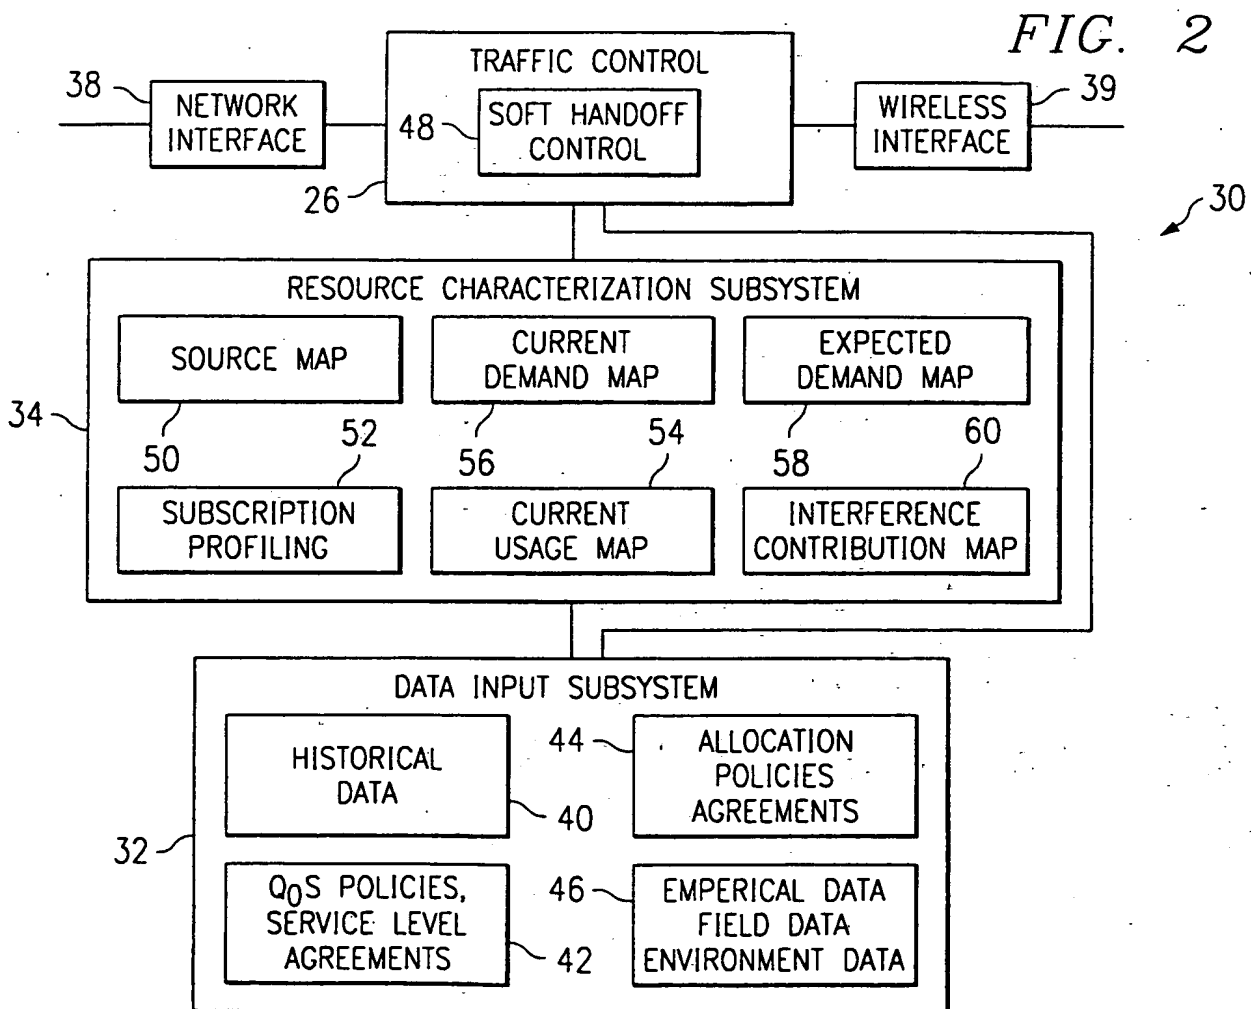 FIG. 2
TRAFFIC CONTROL
38
NETWORK
INTERFACE
48
SOFT HANDOFF
CONTROL
WIRELESS
INTERFACE
39
26
30
RESOURCE CHARACTERIZATION SUBSYSTEM
SOURCE MAP
CURRENT
DEMAND MAP
EXPECTED
DEMAND MAP
34
50
52
56
54
58
60
SUBSCRIPTION
PROFILING
CURRENT
USAGE MAP
INTERFERENCE
CONTRIBUTION MAP
DATA INPUT SUBSYSTEM
HISTORICAL
DATA
40
44
ALLOCATION
POLICIES
AGREEMENTS
32
QoS POLICIES,
SERVICE LEVEL
AGREEMENTS
42
46
EMPERICAL DATA
FIELD DATA
ENVIRONMENT DATA